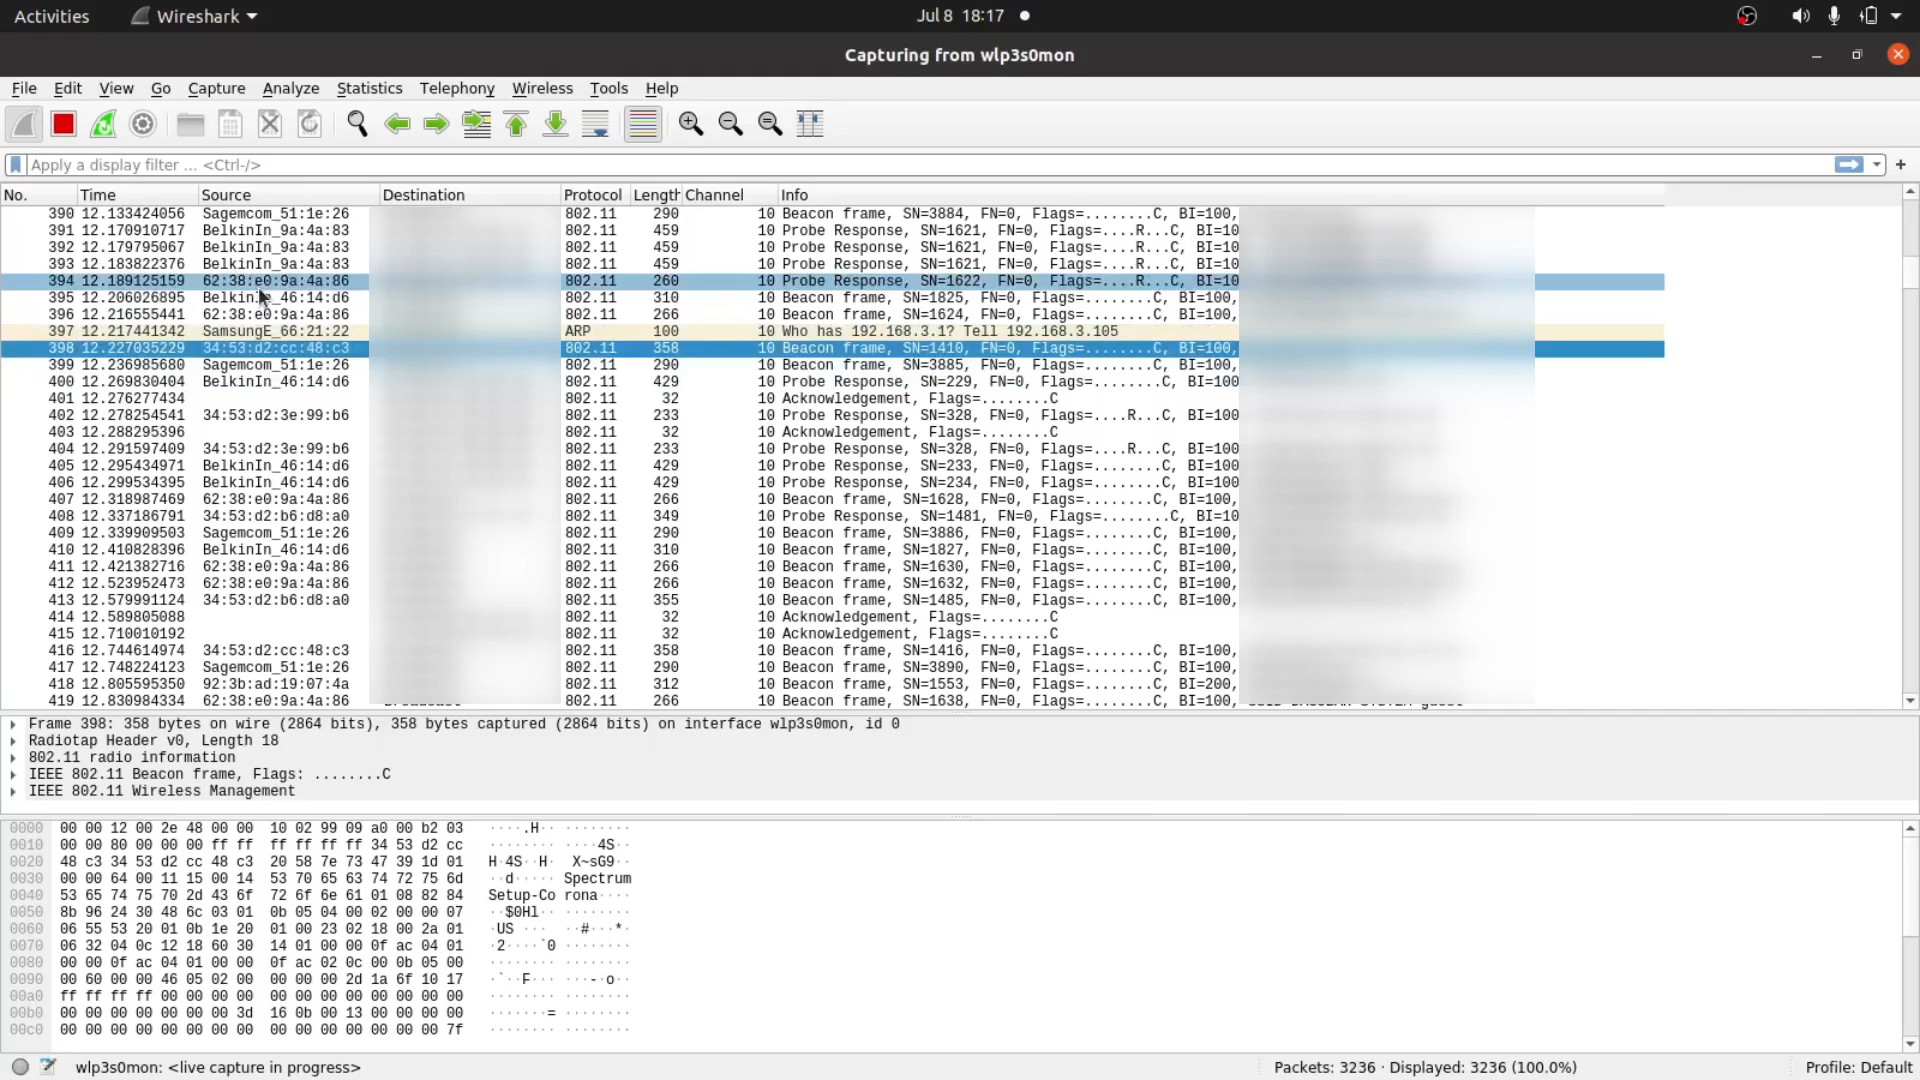 Activities Wireshark Jul 8 18:17
Capturing from wlp3s0mon
File Edit View Go Capture Analyze Statistics Telephony Wireless Tools Help
Apply a display filter … <Ctrl-/>
No. Time Source Destination Protocol Length Channel Info
390 12.133424056 Sagemcom_51:1e:26 802.11 290 10 Beacon frame, SN=3884, FN=0, Flags=........C, BI=100,
391 12.170910717 BelkinIn_9a:4a:83 802.11 459 10 Probe Response, SN=1621, FN=0, Flags=....R...C, BI=10
392 12.179795067 BelkinIn_9a:4a:83 802.11 459 10 Probe Response, SN=1621, FN=0, Flags=....R...C, BI=10
393 12.183822376 BelkinIn_9a:4a:83 802.11 459 10 Probe Response, SN=1621, FN=0, Flags=....R...C, BI=10
394 12.189125159 62:38:e0:9a:4a:86 802.11 260 10 Probe Response, SN=1622, FN=0, Flags=....R...C, BI=10
395 12.206026895 BelkinIn_46:14:d6 802.11 310 10 Beacon frame, SN=1825, FN=0, Flags=........C, BI=100,
396 12.216555441 62:38:e0:9a:4a:86 802.11 266 10 Beacon frame, SN=1624, FN=0, Flags=........C, BI=100,
397 12.217441342 SamsungE_66:21:22 ARP 100 10 Who has 192.168.3.1? Tell 192.168.3.105
398 12.227035229 34:53:d2:cc:48:c3 802.11 358 10 Beacon frame, SN=1410, FN=0, Flags=........C, BI=100,
399 12.236985680 Sagemcom_51:1e:26 802.11 290 10 Beacon frame, SN=3885, FN=0, Flags=........C, BI=100,
400 12.269830404 BelkinIn_46:14:d6 802.11 429 10 Probe Response, SN=229, FN=0, Flags=........C, BI=100
401 12.276277434 802.11 32 10 Acknowledgement, Flags=........C
402 12.278254541 34:53:d2:3e:99:b6 802.11 233 10 Probe Response, SN=328, FN=0, Flags=....R...C, BI=100
403 12.288295396 802.11 32 10 Acknowledgement, Flags=........C
404 12.291597409 34:53:d2:3e:99:b6 802.11 233 10 Probe Response, SN=328, FN=0, Flags=....R...C, BI=100
405 12.295434971 BelkinIn_46:14:d6 802.11 429 10 Probe Response, SN=233, FN=0, Flags=........C, BI=100
406 12.299534395 BelkinIn_46:14:d6 802.11 429 10 Probe Response, SN=234, FN=0, Flags=........C, BI=100
407 12.318987469 62:38:e0:9a:4a:86 802.11 266 10 Beacon frame, SN=1628, FN=0, Flags=........C, BI=100,
408 12.337186791 34:53:d2:b6:d8:a0 802.11 349 10 Probe Response, SN=1481, FN=0, Flags=........C, BI=10
409 12.339909503 Sagemcom_51:1e:26 802.11 290 10 Beacon frame, SN=3886, FN=0, Flags=........C, BI=100,
410 12.410828396 BelkinIn_46:14:d6 802.11 310 10 Beacon frame, SN=1827, FN=0, Flags=........C, BI=100,
411 12.421382716 62:38:e0:9a:4a:86 802.11 266 10 Beacon frame, SN=1630, FN=0, Flags=........C, BI=100,
412 12.523952473 62:38:e0:9a:4a:86 802.11 266 10 Beacon frame, SN=1632, FN=0, Flags=........C, BI=100,
413 12.579991124 34:53:d2:b6:d8:a0 802.11 355 10 Beacon frame, SN=1485, FN=0, Flags=........C, BI=100,
414 12.589805088 802.11 32 10 Acknowledgement, Flags=........C
415 12.710010192 802.11 32 10 Acknowledgement, Flags=........C
416 12.744614974 34:53:d2:cc:48:c3 802.11 358 10 Beacon frame, SN=1416, FN=0, Flags=........C, BI=100,
417 12.748224123 Sagemcom_51:1e:26 802.11 290 10 Beacon frame, SN=3890, FN=0, Flags=........C, BI=100,
418 12.805595350 92:3b:ad:19:07:4a 802.11 312 10 Beacon frame, SN=1553, FN=0, Flags=........C, BI=200,
419 12.830984334 62:38:e0:9a:4a:86 802.11 266 10 Beacon frame, SN=1638, FN=0, Flags=........C, BI=100,
Frame 398: 358 bytes on wire (2864 bits), 358 bytes captured (2864 bits) on interface wlp3s0mon, id 0
Radiotap Header v0, Length 18
802.11 radio information
IEEE 802.11 Beacon frame, Flags: ........C
IEEE 802.11 Wireless Management
0000 00 00 12 00 2e 48 00 00 10 02 99 09 a0 00 b2 03 ·····.H·· ········
0010 00 00 80 00 00 00 ff ff ff ff ff ff 34 53 d2 cc ········ ····4S··
0020 48 c3 34 53 d2 cc 48 c3 20 58 7e 73 47 39 1d 01 H·4S··H· X~sG9··
0030 00 00 64 00 11 15 00 14 53 70 65 63 74 72 75 6d ··d····· Spectrum
0040 53 65 74 75 70 2d 43 6f 72 6f 6e 61 01 08 82 84 Setup-Co rona····
0050 8b 96 24 30 48 6c 03 01 0b 05 04 00 02 00 00 07 ··$0Hl·· ········
0060 06 55 53 20 01 0b 1e 20 01 00 23 02 18 00 2a 01 ·US ··· ··#···*·
0070 06 32 04 0c 12 18 60 30 14 01 00 00 0f ac 04 01 ·2····`0 ········
0080 00 00 0f ac 04 01 00 00 0f ac 02 0c 00 0b 05 00 ········ ········
0090 00 60 00 00 46 05 02 00 00 00 00 2d 1a 6f 10 17 ·`··F··· ···-·o··
00a0 ff ff ff ff 00 00 00 00 00 00 00 00 00 00 00 00 ········ ········
00b0 00 00 00 00 00 00 00 3d 16 0b 00 13 00 00 00 00 ·······= ········
00c0 00 00 00 00 00 00 00 00 00 00 00 00 00 00 00 7f ········ ········
wlp3s0mon: <live capture in progress> Packets: 3236 · Displayed: 3236 (100.0%) Profile: Default